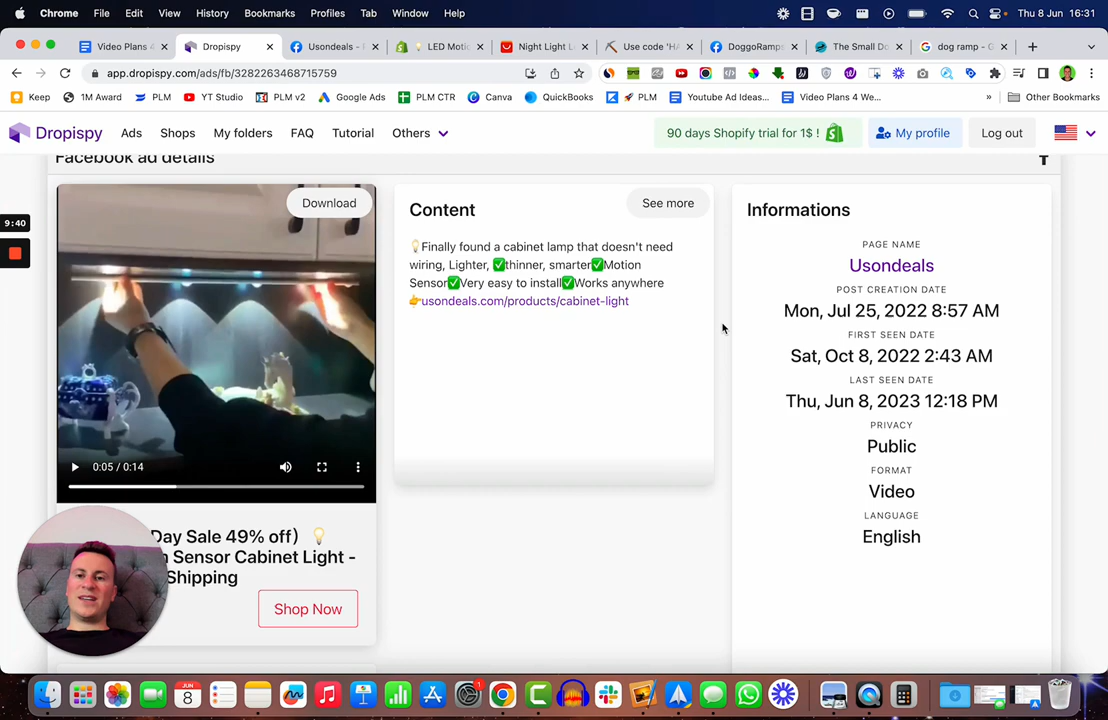 Chrome File Edit View History Bookmarks Profiles Tab Window Help Thu 8 Jun 16:31
Video Plans 4 Dropispy Usondeals - LED Motic Night Light L Use code 'HA DoggoRamps The Small Do dog ramp - G
app.dropispy.com/ads/fb/3282263468715759
Keep 1M Award PLM YT Studio PLM v2 Google Ads PLM CTR Canva QuickBooks PLM Youtube Ad Ideas... Video Plans 4 We... » Other Bookmarks
Dropispy Ads Shops My folders FAQ Tutorial Others 90 days Shopify trial for 1$ ! My profile Log out
Facebook ad details
9:40
Download
0:05 / 0:14
Day Sale 49% off) 💡
Sensor Cabinet Light -
Shipping
Shop Now
Content
See more
💡Finally found a cabinet lamp that doesn't need
wiring, Lighter, ✅thinner, smarter✅Motion
Sensor✅Very easy to install✅Works anywhere
👉usondeals.com/products/cabinet-light
Informations
PAGE NAME
Usondeals
POST CREATION DATE
Mon, Jul 25, 2022 8:57 AM
FIRST SEEN DATE
Sat, Oct 8, 2022 2:43 AM
LAST SEEN DATE
Thu, Jun 8, 2023 12:18 PM
PRIVACY
Public
FORMAT
Video
LANGUAGE
English
JUN
8
1